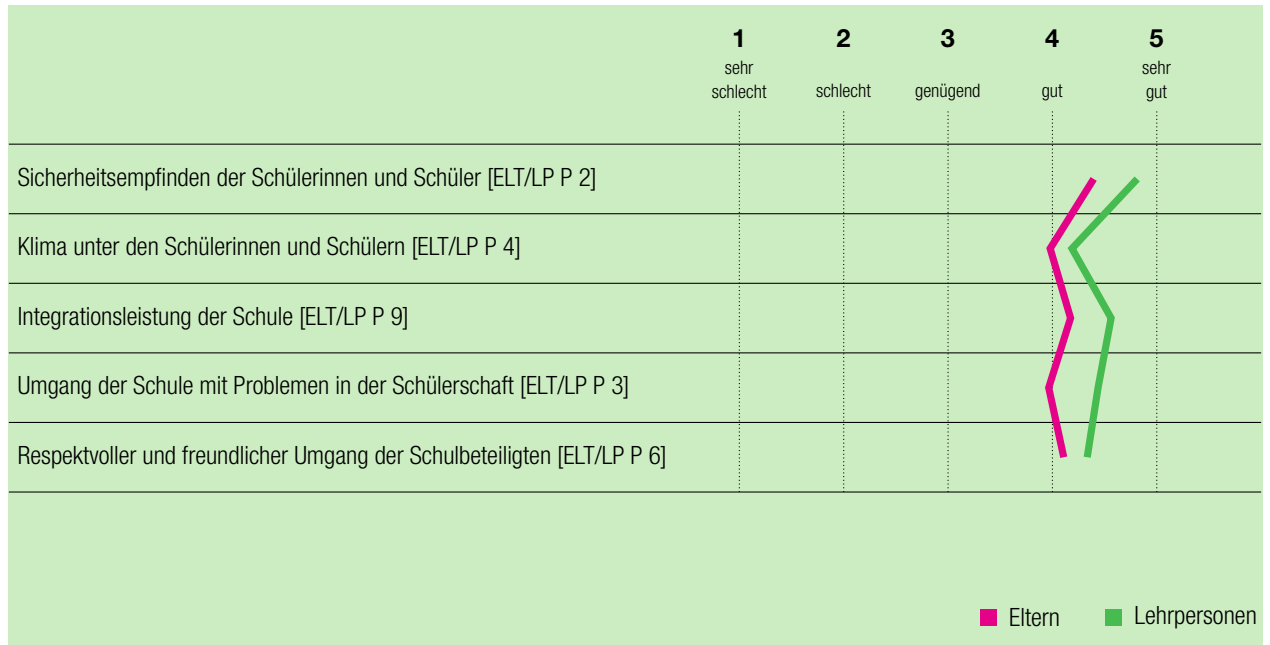 1 2 3 4 5
sehr sehr
schlecht schlecht genügend gut gut
Sicherheitsempfinden der Schülerinnen und Schüler [ELT/LP P 2]
Klima unter den Schülerinnen und Schülern [ELT/LP P 4]
Integrationsleistung der Schule [ELT/LP P 9]
Umgang der Schule mit Problemen in der Schülerschaft [ELT/LP P 3]
Respektvoller und freundlicher Umgang der Schulbeteiligten [ELT/LP P 6]
Eltern Lehrpersonen